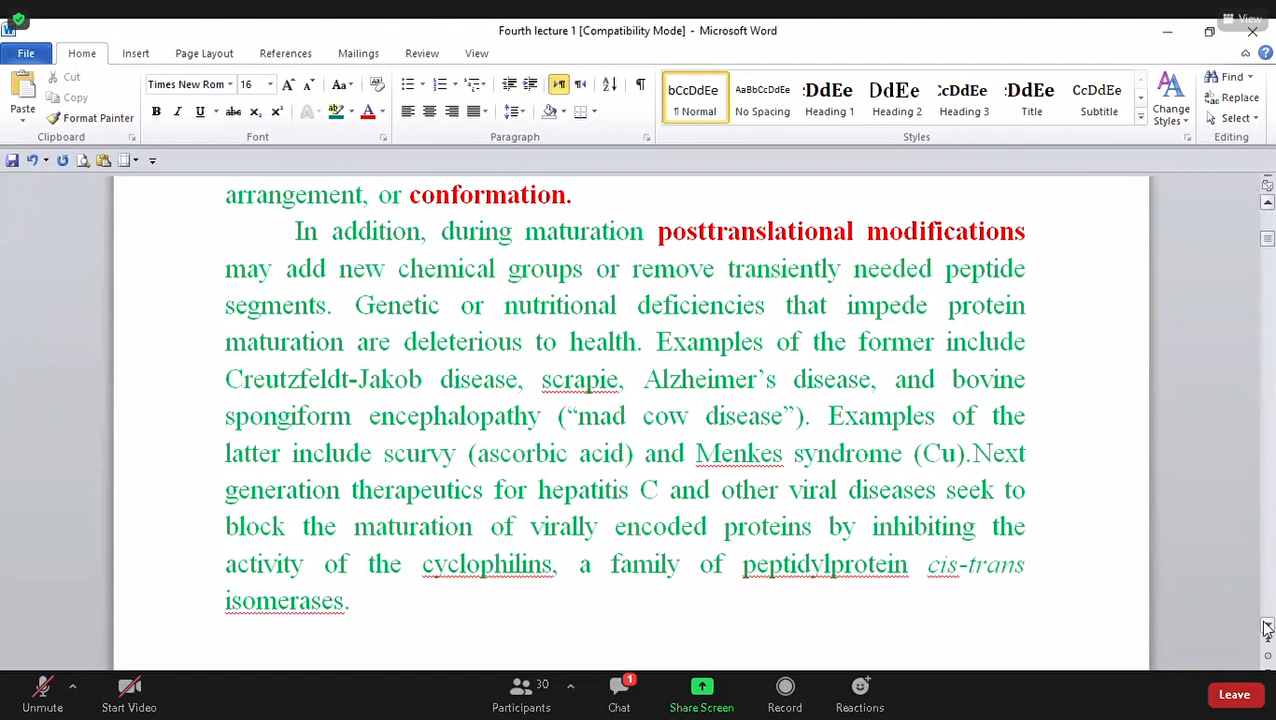 View
Fourth lecture 1 [Compatibility Mode] - Microsoft Word
File Home Insert Page Layout References Mailings Review View
Paste
Cut
Copy
Format Painter
Clipboard
Times New Rom 16
Aa
B I U abc x₂ x²
Font
Paragraph
bCcDdEe AaBbCcDdEe :DdEe DdEe cCcDdEe :DdEe CcDdEe
¶ Normal No Spacing Heading 1 Heading 2 Heading 3 Title Subtitle
Styles
Change Styles
Find
Replace
Select
Editing
arrangement, or conformation.
In addition, during maturation posttranslational modifications
may add new chemical groups or remove transiently needed peptide
segments. Genetic or nutritional deficiencies that impede protein
maturation are deleterious to health. Examples of the former include
Creutzfeldt-Jakob disease, scrapie, Alzheimer’s disease, and bovine
spongiform encephalopathy (“mad cow disease”). Examples of the
latter include scurvy (ascorbic acid) and Menkes syndrome (Cu).Next
generation therapeutics for hepatitis C and other viral diseases seek to
block the maturation of virally encoded proteins by inhibiting the
activity of the cyclophilins, a family of peptidylprotein cis-trans
isomerases.
Unmute
Start Video
30
Participants
1
Chat
Share Screen
Record
Reactions
Leave